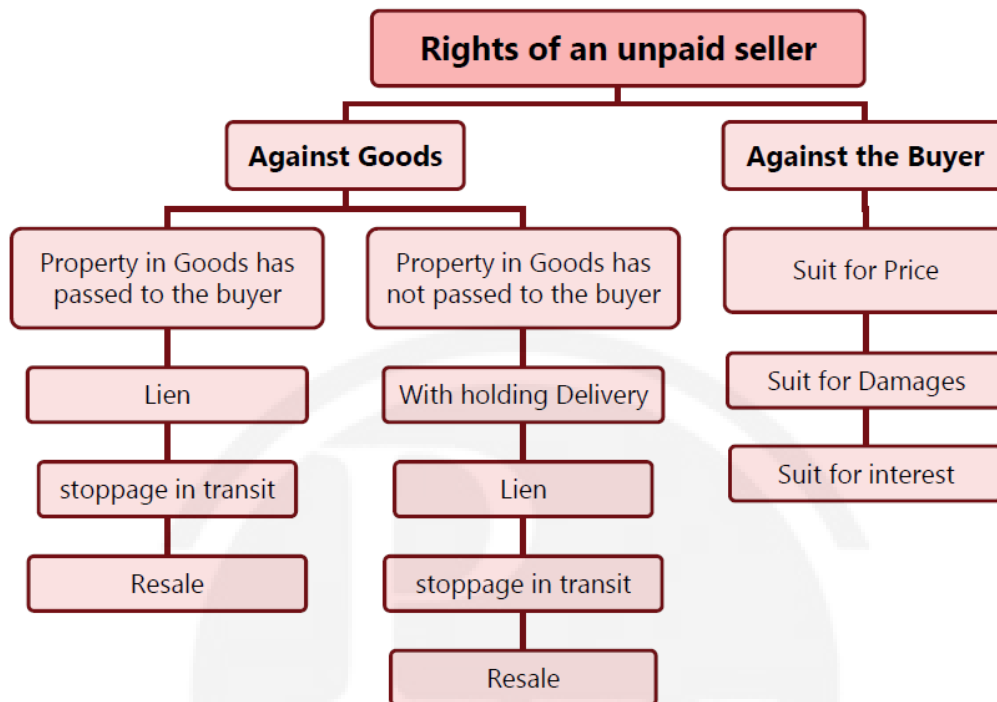 Rights of an unpaid seller
Against Goods
Against the Buyer
Property in Goods has
passed to the buyer
Property in Goods has
not passed to the buyer
Suit for Price
Lien
With holding Delivery
Suit for Damages
stoppage in transit
Lien
Suit for interest
Resale
stoppage in transit
Resale